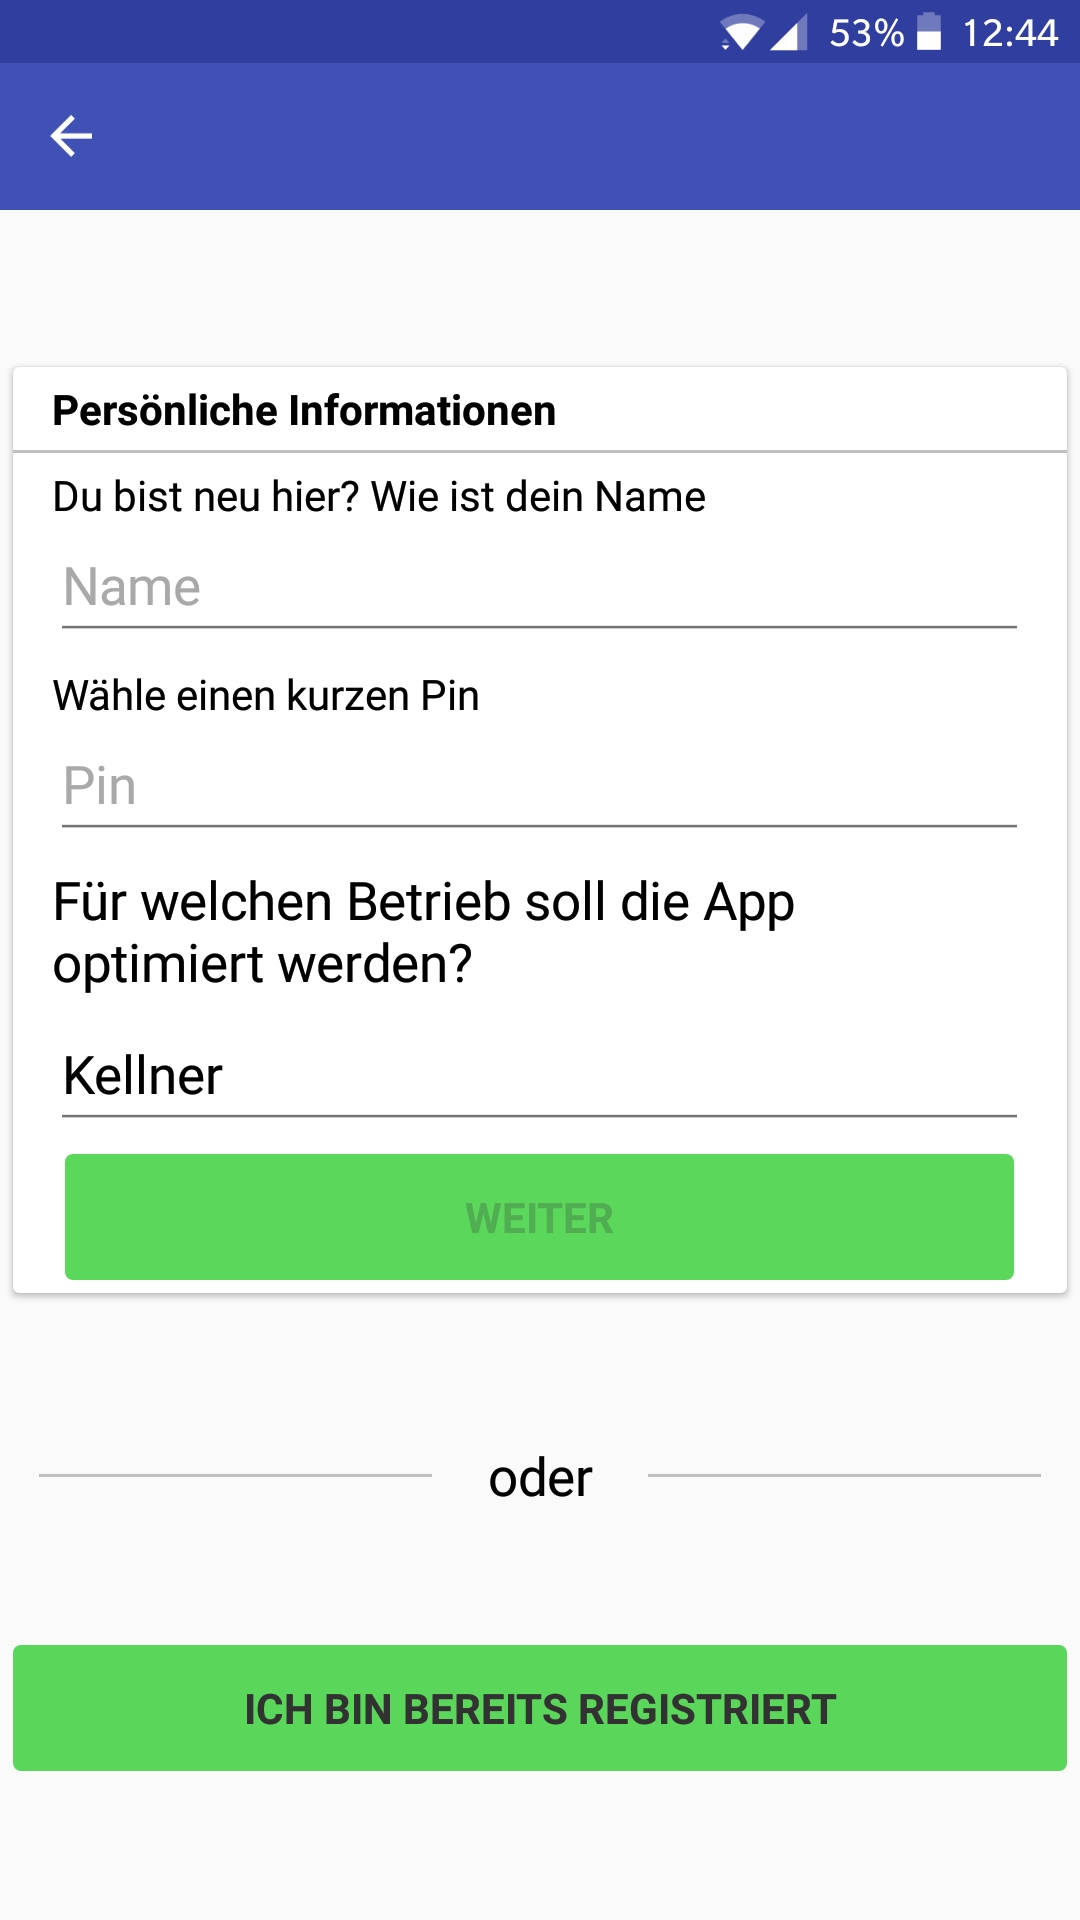 53% 12:44
Persönliche Informationen
Du bist neu hier? Wie ist dein Name
Name
Wähle einen kurzen Pin
Pin
Für welchen Betrieb soll die App
optimiert werden?
Kellner
WEITER
oder
ICH BIN BEREITS REGISTRIERT